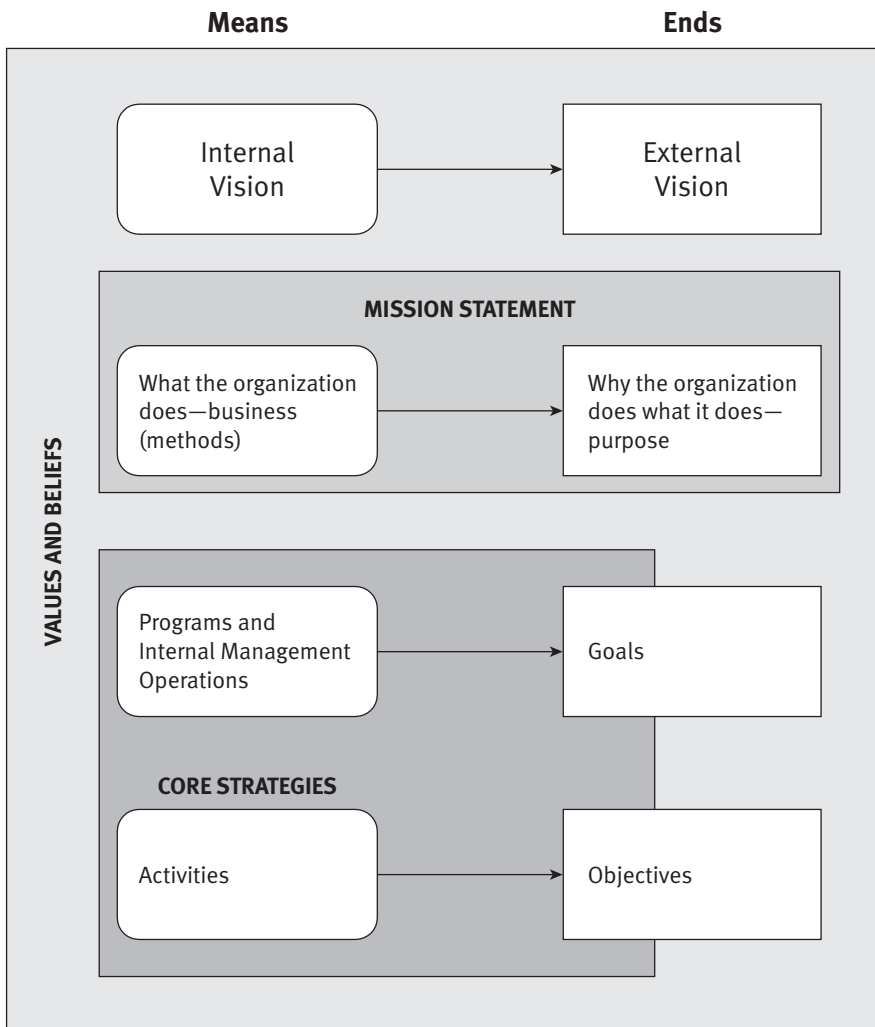 Means
Ends
Internal
Vision
External
Vision
MISSION STATEMENT
What the organization
does—business
(methods)
Why the organization
does what it does—
purpose
VALUES AND BELIEFS
Programs and
Internal Management
Operations
Goals
CORE STRATEGIES
Activities
Objectives